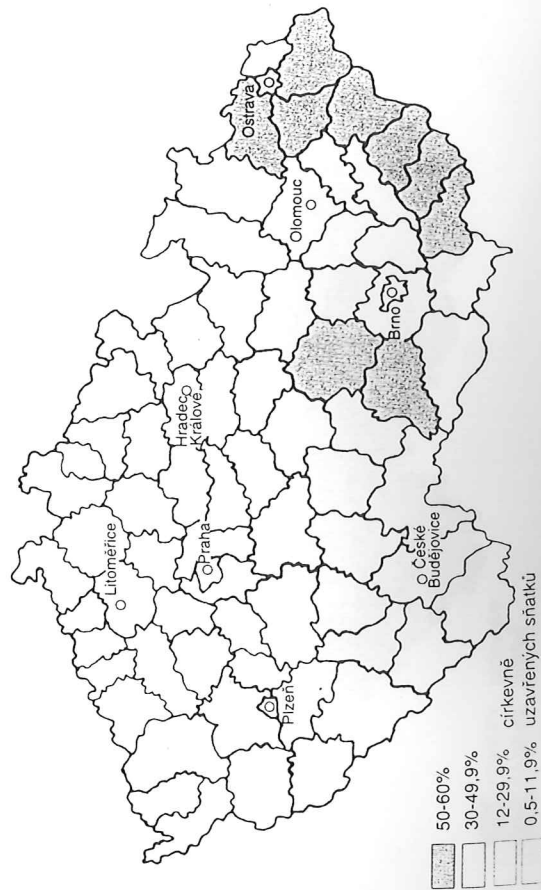 Litoměřice
Praha
Hradec
Králové
Plzeň
České
Budějovice
Brno
Olomouc
Ostrava
50-60%
30-49,9%
12-29,9% církevně
0,5-11,9% uzavřených sňatků